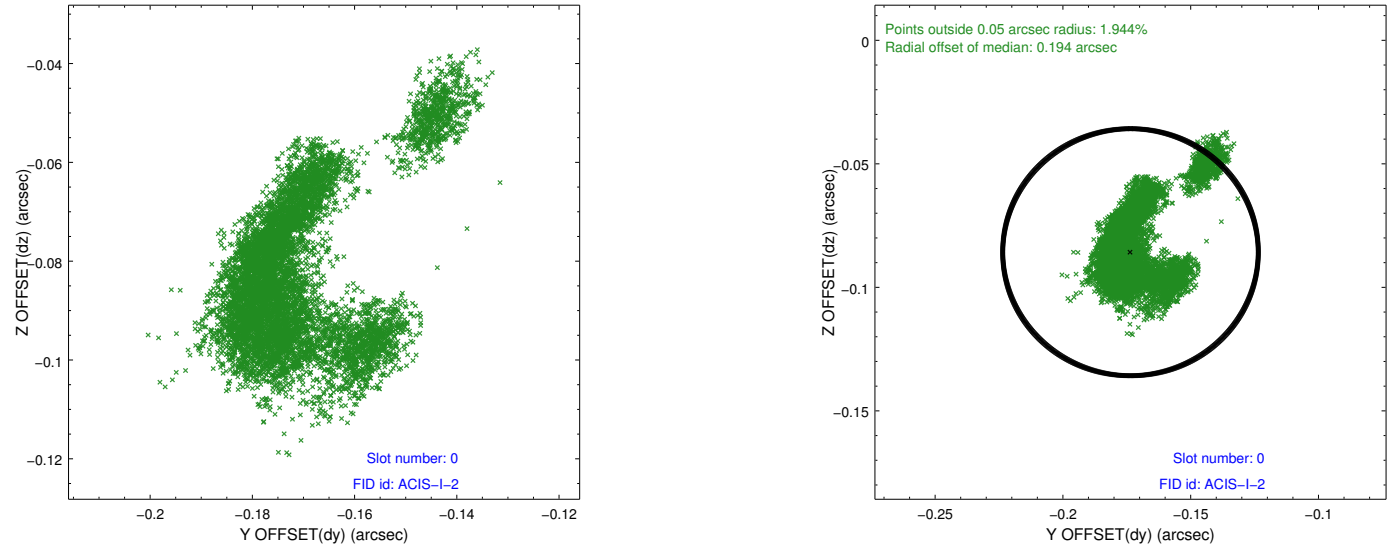 −0.04
−0.06
−0.08
−0.1
−0.12
Z OFFSET(dz) (arcsec)
−0.2
−0.18
−0.16
−0.14
−0.12
Y OFFSET(dy) (arcsec)
Slot number: 0
FID id: ACIS−I−2
Points outside 0.05 arcsec radius: 1.944%
Radial offset of median: 0.194 arcsec
0
−0.05
−0.1
−0.15
Z OFFSET(dz) (arcsec)
−0.25
−0.2
−0.15
−0.1
Y OFFSET(dy) (arcsec)
Slot number: 0
FID id: ACIS−I−2